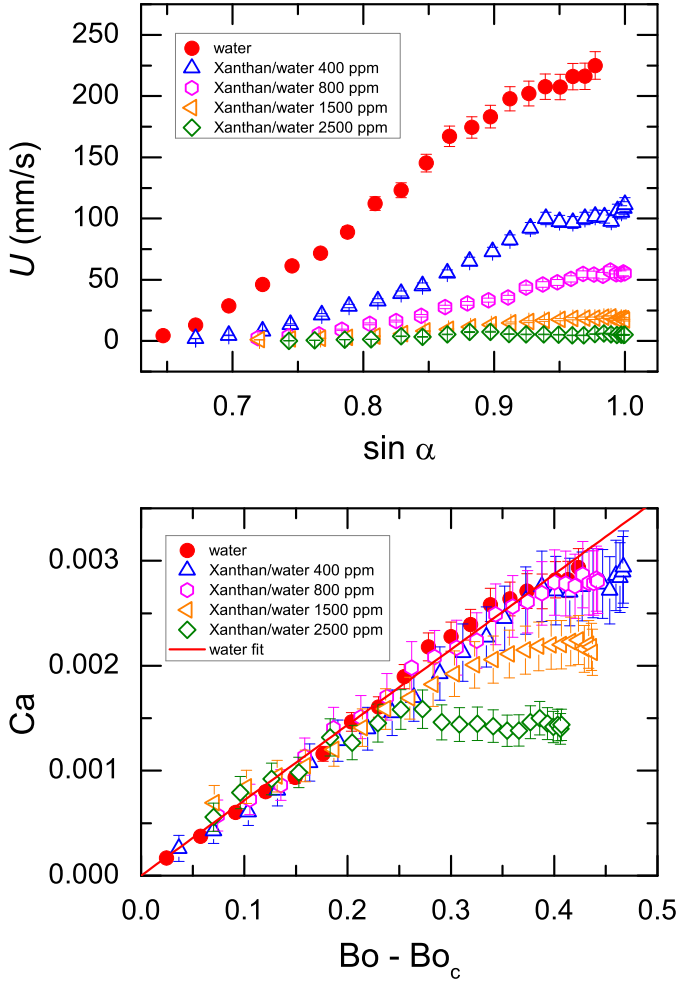 250
200
150
100
50
0
U (mm/s)
water
Xanthan/water 400 ppm
Xanthan/water 800 ppm
Xanthan/water 1500 ppm
Xanthan/water 2500 ppm
0.7 0.8 0.9 1.0
sin α
0.003
0.002
0.001
0.000
Ca
water
Xanthan/water 400 ppm
Xanthan/water 800 ppm
Xanthan/water 1500 ppm
Xanthan/water 2500 ppm
water fit
0.0 0.1 0.2 0.3 0.4 0.5
Bo - Boc